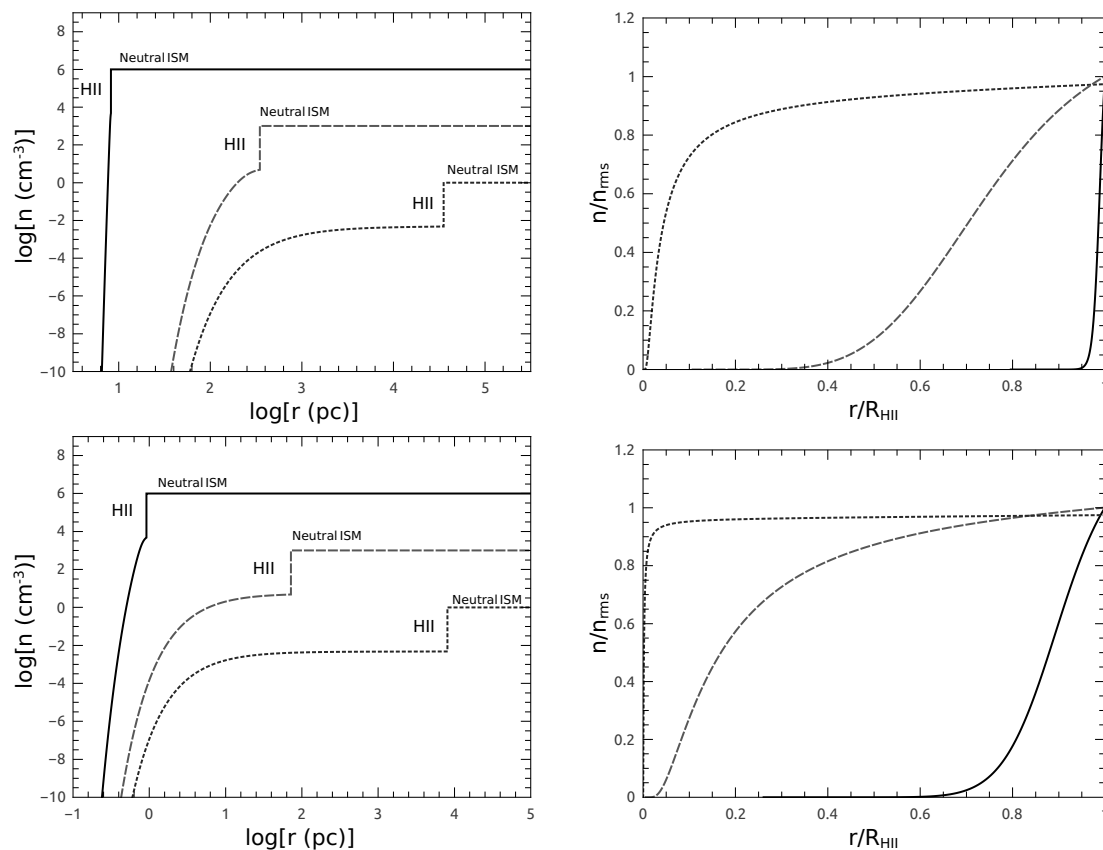 log[n (cm⁻³)]
8
6
4
2
0
−2
−4
−6
−8
−10
Neutral ISM
HII
Neutral ISM
HII
Neutral ISM
HII
1
2
3
4
5
log[r (pc)]
n/n_rms
1.2
1
0.8
0.6
0.4
0.2
0
0
0.2
0.4
0.6
0.8
1
r/R_HII
log[n (cm⁻³)]
8
6
4
2
0
−2
−4
−6
−8
−10
Neutral ISM
HII
Neutral ISM
HII
Neutral ISM
HII
−1
0
1
2
3
4
5
log[r (pc)]
n/n_rms
1.2
1
0.8
0.6
0.4
0.2
0
0
0.2
0.4
0.6
0.8
r/R_HII